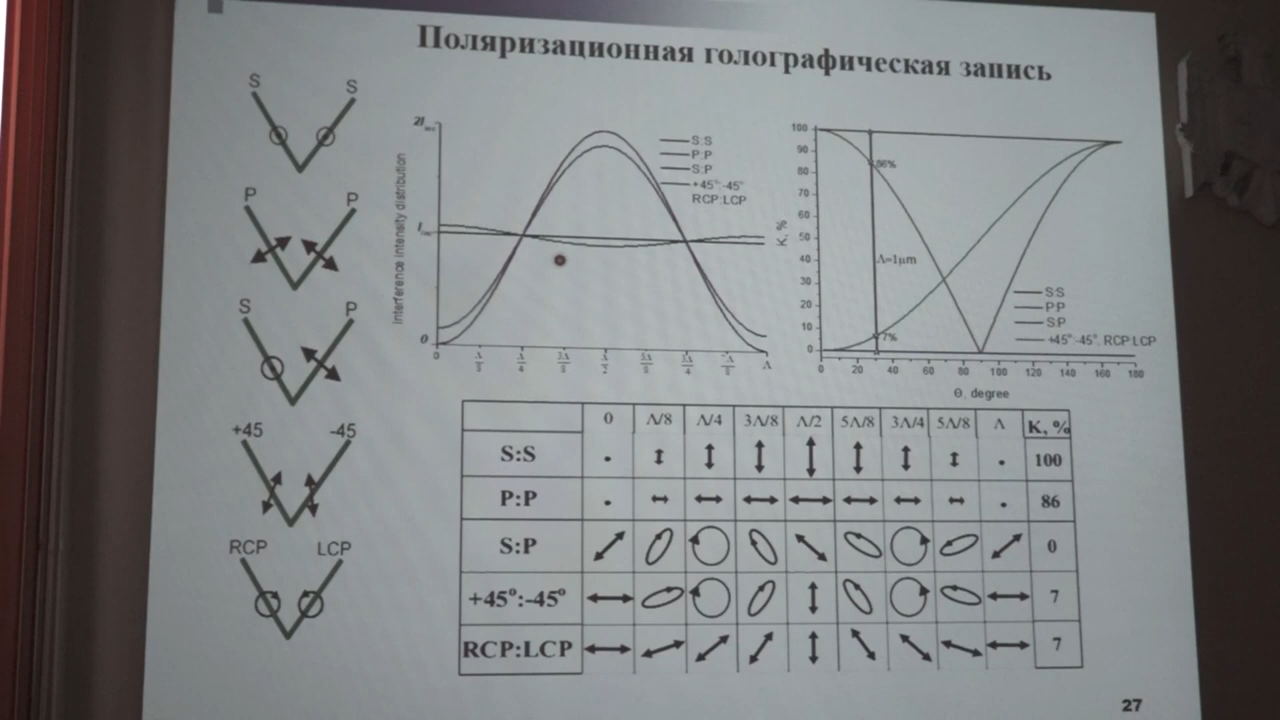 Поляризационная голографическая запись
S S
P P
S P
+45 -45
RCP LCP
Interference intensity distribution
0
S:S
P:P
S:P
+45°:-45°
RCP:LCP
0 Λ/8 Λ/4 3Λ/8 Λ/2 5Λ/8 3Λ/4 Λ
K, %
100
90
80
70
60
50
40
30
20
10
0
86%
Λ=1μm
7%
S:S
P:P
S:P
+45°:-45°, RCP:LCP
0 20 40 60 80 100 120 140 160 180
Θ, degree
0 Λ/8 Λ/4 3Λ/8 Λ/2 5Λ/8 3Λ/4 5Λ/8 Λ K, %
S:S 100
P:P 86
S:P 0
+45°:-45° 7
RCP:LCP 7
27